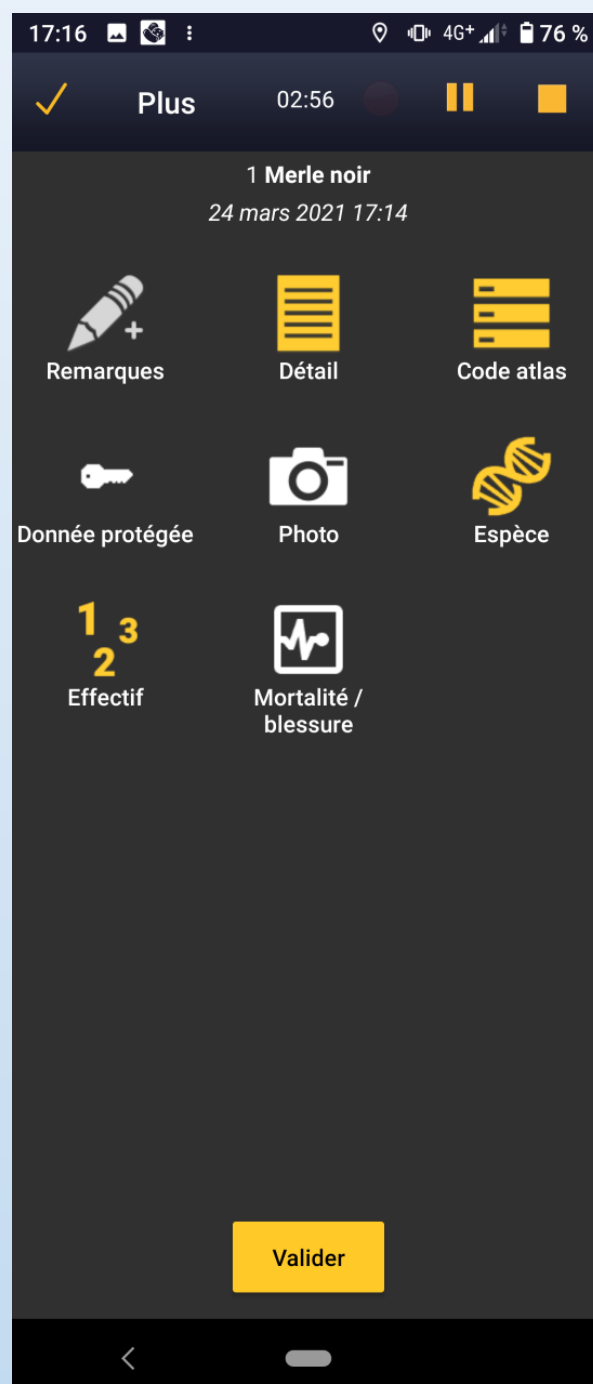 17:16 4G+ 76 %
Plus 02:56
1 Merle noir
24 mars 2021 17:14
Remarques Détail Code atlas
Donnée protégée Photo Espèce
1 3
2
Effectif Mortalité /
blessure
Valider